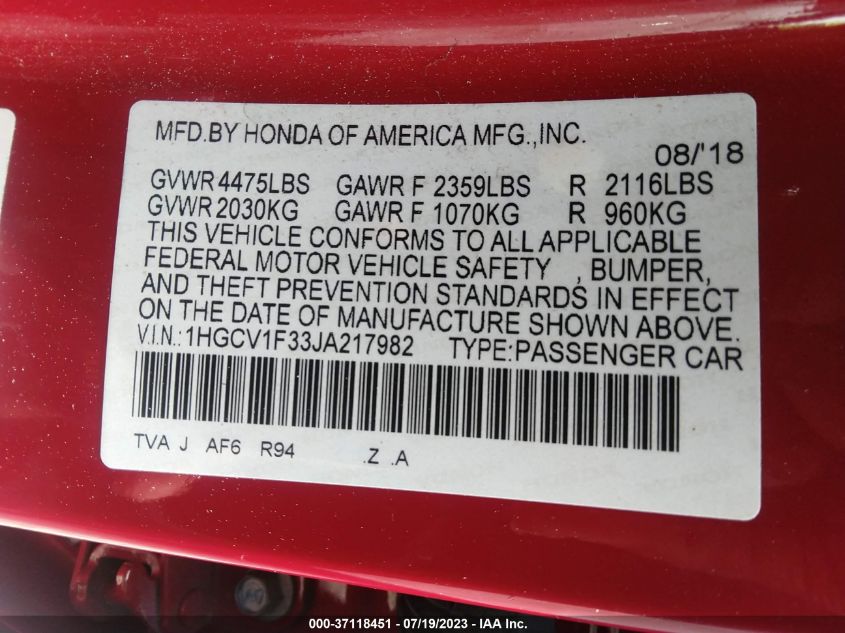 MFD.BY HONDA OF AMERICA MFG.,INC.
08/'18
GVWR 4475LBS GAWR F 2359LBS R 2116LBS
GVWR 2030KG GAWR F 1070KG R 960KG
THIS VEHICLE CONFORMS TO ALL APPLICABLE
FEDERAL MOTOR VEHICLE SAFETY , BUMPER,
AND THEFT PREVENTION STANDARDS IN EFFECT
ON THE DATE OF MANUFACTURE SHOWN ABOVE.
V.I.N.: 1HGCV1F33JA217982 TYPE:PASSENGER CAR
TVA J AF6 R94 .Z .A
000-37118451 - 07/19/2023 - IAA Inc.